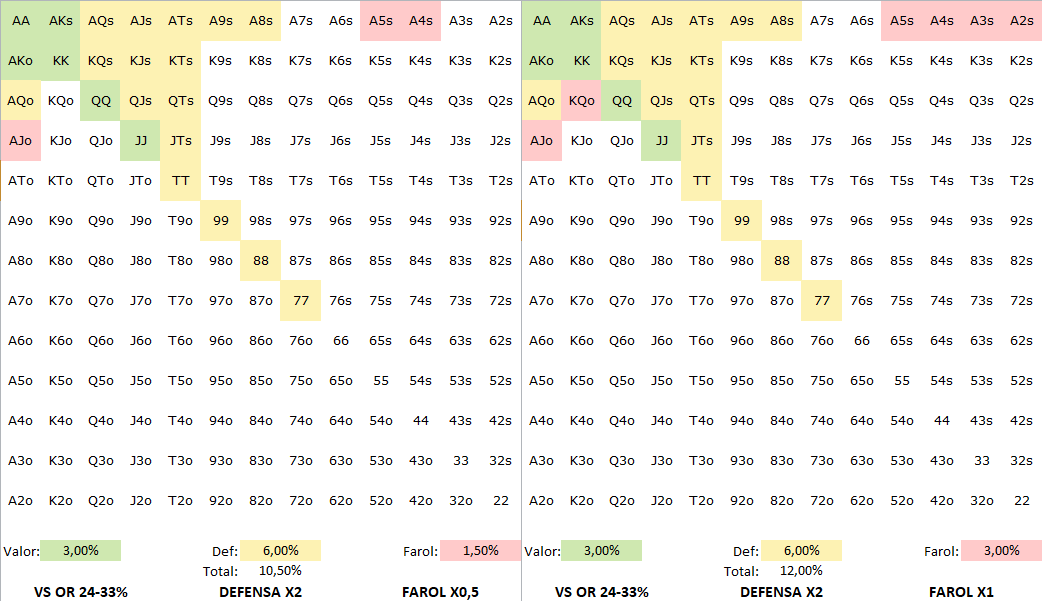 AA AKs AQs AJs ATs A9s A8s A7s A6s A5s A4s A3s A2s
AKo KK KQs KJs KTs K9s K8s K7s K6s K5s K4s K3s K2s
AQo KQo QQ QJs QTs Q9s Q8s Q7s Q6s Q5s Q4s Q3s Q2s
AJo KJo QJo JJ JTs J9s J8s J7s J6s J5s J4s J3s J2s
ATo KTo QTo JTo TT T9s T8s T7s T6s T5s T4s T3s T2s
A9o K9o Q9o J9o T9o 99 98s 97s 96s 95s 94s 93s 92s
A8o K8o Q8o J8o T8o 98o 88 87s 86s 85s 84s 83s 82s
A7o K7o Q7o J7o T7o 97o 87o 77 76s 75s 74s 73s 72s
A6o K6o Q6o J6o T6o 96o 86o 76o 66 65s 64s 63s 62s
A5o K5o Q5o J5o T5o 95o 85o 75o 65o 55 54s 53s 52s
A4o K4o Q4o J4o T4o 94o 84o 74o 64o 54o 44 43s 42s
A3o K3o Q3o J3o T3o 93o 83o 73o 63o 53o 43o 33 32s
A2o K2o Q2o J2o T2o 92o 82o 72o 62o 52o 42o 32o 22
Valor: 3,00% Def: 6,00% Farol: 1,50%
Total: 10,50%
VS OR 24-33% DEFENSA X2 FAROL X0,5
AA AKs AQs AJs ATs A9s A8s A7s A6s A5s A4s A3s A2s
AKo KK KQs KJs KTs K9s K8s K7s K6s K5s K4s K3s K2s
AQo KQo QQ QJs QTs Q9s Q8s Q7s Q6s Q5s Q4s Q3s Q2s
AJo KJo QJo JJ JTs J9s J8s J7s J6s J5s J4s J3s J2s
ATo KTo QTo JTo TT T9s T8s T7s T6s T5s T4s T3s T2s
A9o K9o Q9o J9o T9o 99 98s 97s 96s 95s 94s 93s 92s
A8o K8o Q8o J8o T8o 98o 88 87s 86s 85s 84s 83s 82s
A7o K7o Q7o J7o T7o 97o 87o 77 76s 75s 74s 73s 72s
A6o K6o Q6o J6o T6o 96o 86o 76o 66 65s 64s 63s 62s
A5o K5o Q5o J5o T5o 95o 85o 75o 65o 55 54s 53s 52s
A4o K4o Q4o J4o T4o 94o 84o 74o 64o 54o 44 43s 42s
A3o K3o Q3o J3o T3o 93o 83o 73o 63o 53o 43o 33 32s
A2o K2o Q2o J2o T2o 92o 82o 72o 62o 52o 42o 32o 22
Valor: 3,00% Def: 6,00% Farol: 3,00%
Total: 12,00%
VS OR 24-33% DEFENSA X2 FAROL X1